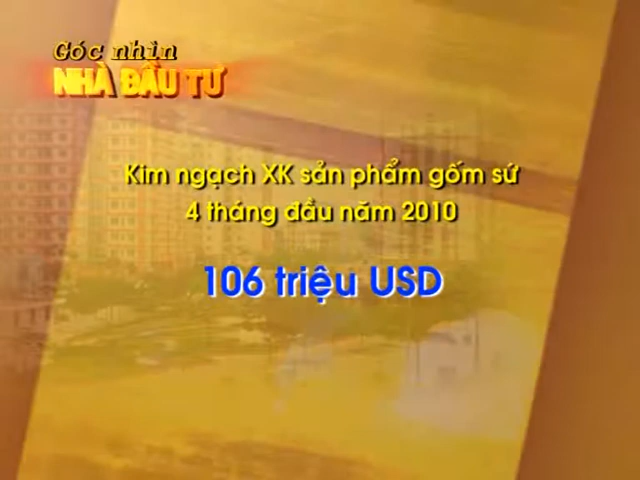 Góc nhìn
NHÀ ĐẦU TƯ
Kim ngạch XK sản phẩm gốm sứ
4 tháng đầu năm 2010
106 triệu USD